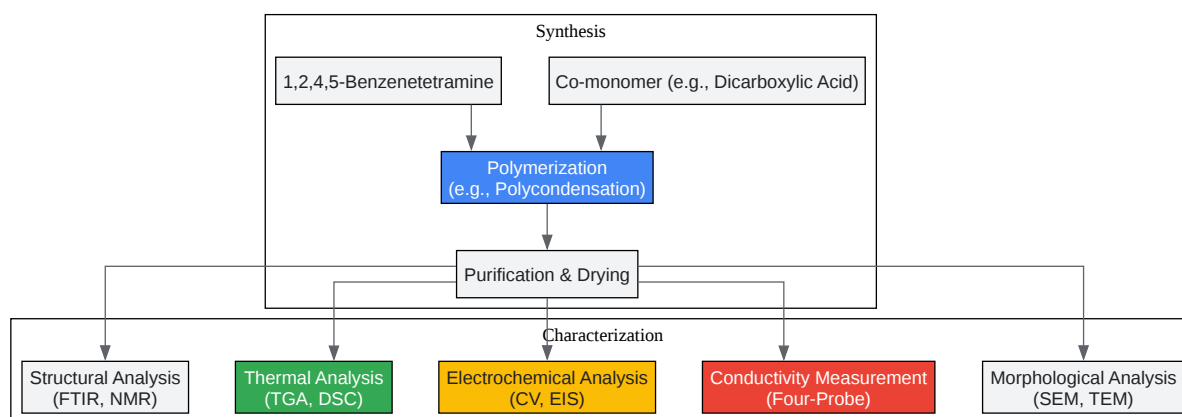 Synthesis
1,2,4,5-Benzenetetramine
Co-monomer (e.g., Dicarboxylic Acid)
Polymerization
(e.g., Polycondensation)
Purification & Drying
Characterization
Structural Analysis
(FTIR, NMR)
Thermal Analysis
(TGA, DSC)
Electrochemical Analysis
(CV, EIS)
Conductivity Measurement
(Four-Probe)
Morphological Analysis
(SEM, TEM)